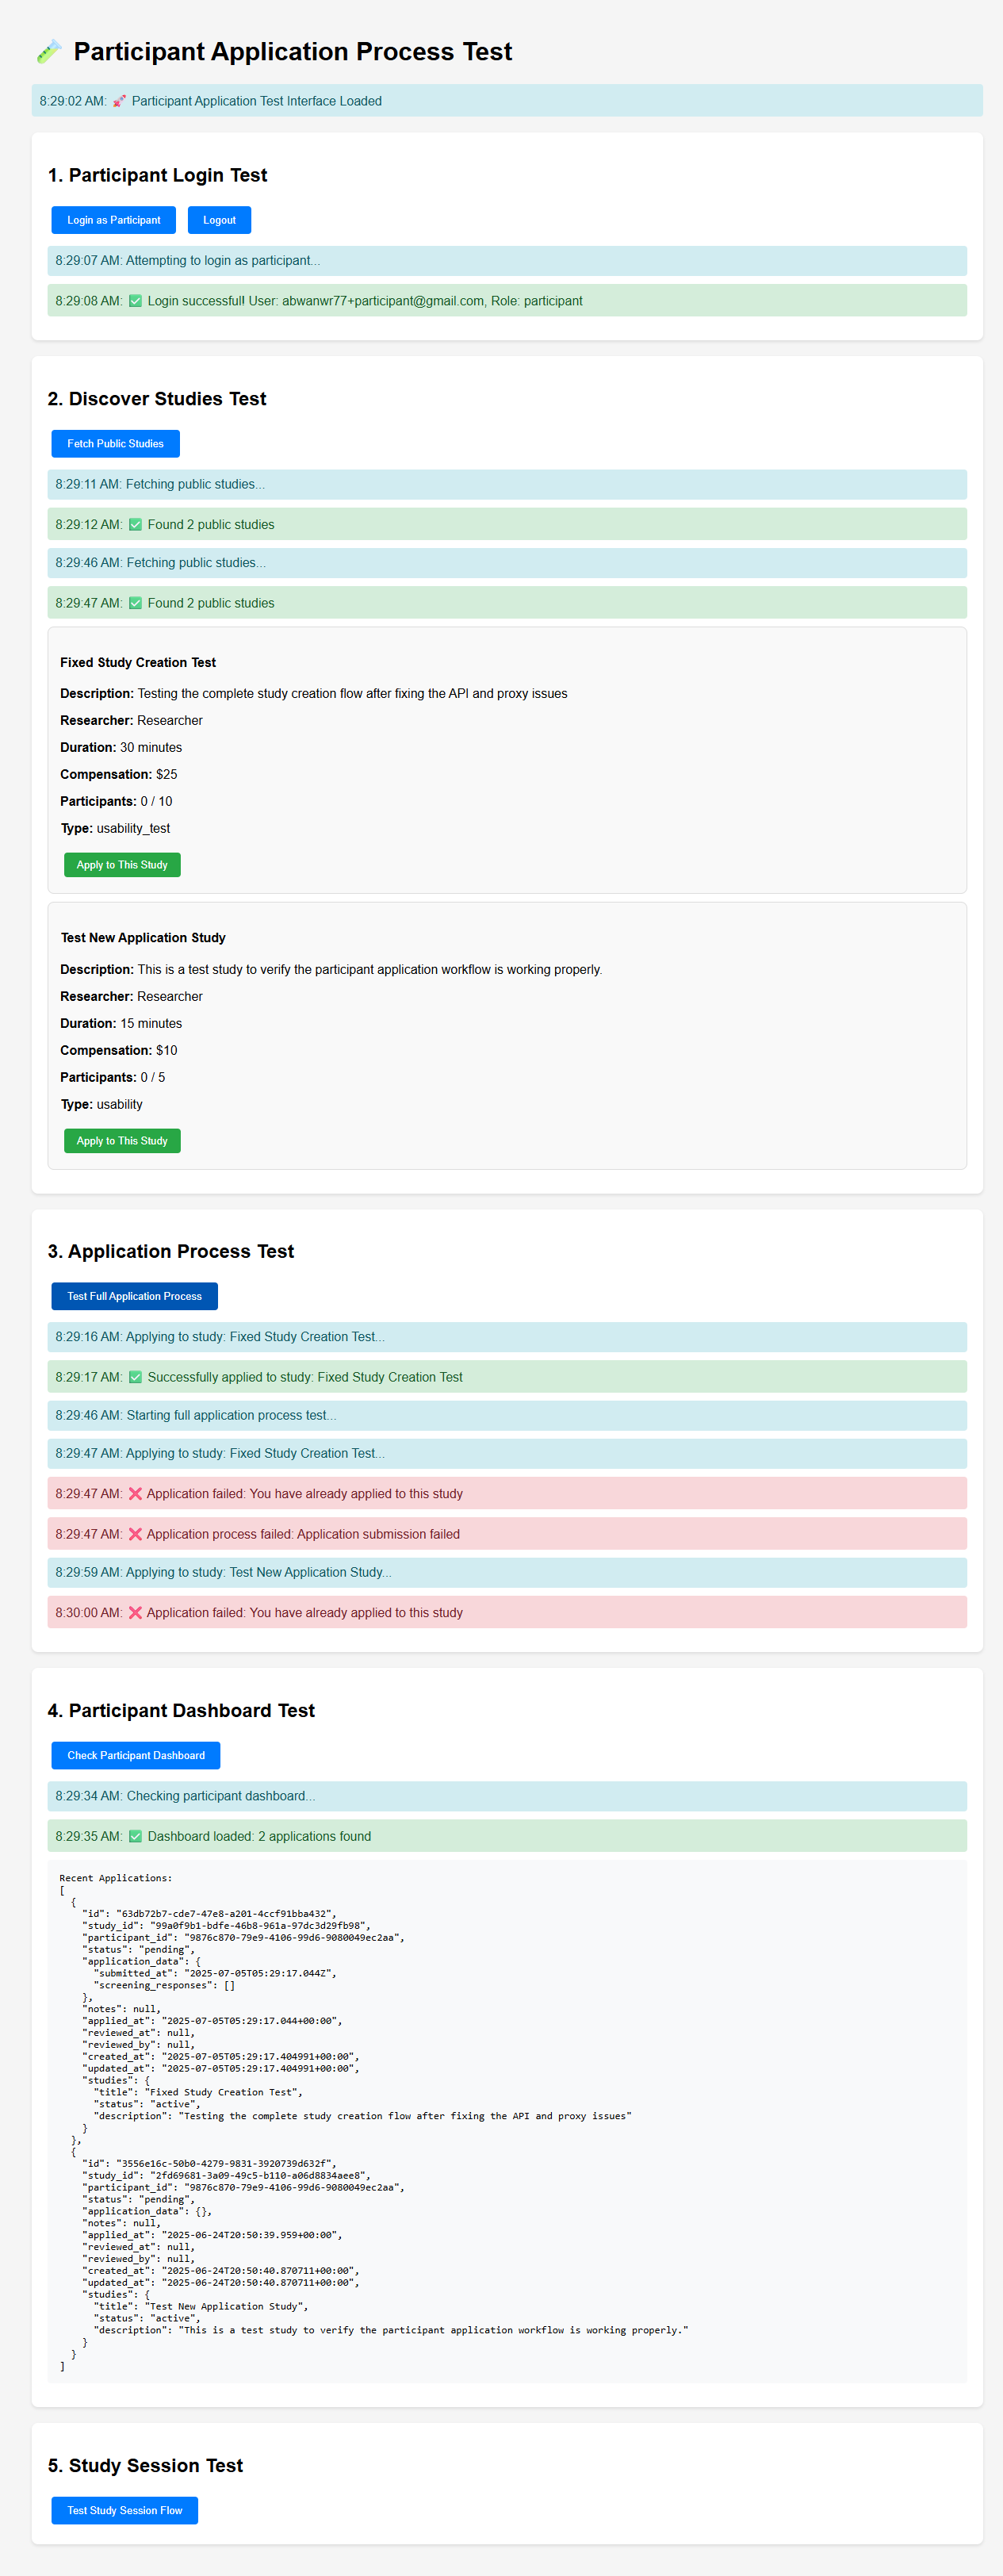 🧪 Participant Application Process Test
8:29:02 AM: 🚀 Participant Application Test Interface Loaded
1. Participant Login Test
Login as Participant Logout
8:29:07 AM: Attempting to login as participant...
8:29:08 AM: ✅ Login successful! User: abwanwr77+participant@gmail.com, Role: participant
2. Discover Studies Test
Fetch Public Studies
8:29:11 AM: Fetching public studies...
8:29:12 AM: ✅ Found 2 public studies
8:29:46 AM: Fetching public studies...
8:29:47 AM: ✅ Found 2 public studies
Fixed Study Creation Test
Description: Testing the complete study creation flow after fixing the API and proxy issues
Researcher: Researcher
Duration: 30 minutes
Compensation: $25
Participants: 0 / 10
Type: usability_test
Apply to This Study
Test New Application Study
Description: This is a test study to verify the participant application workflow is working properly.
Researcher: Researcher
Duration: 15 minutes
Compensation: $10
Participants: 0 / 5
Type: usability
Apply to This Study
3. Application Process Test
Test Full Application Process
8:29:16 AM: Applying to study: Fixed Study Creation Test...
8:29:17 AM: ✅ Successfully applied to study: Fixed Study Creation Test
8:29:46 AM: Starting full application process test...
8:29:47 AM: Applying to study: Fixed Study Creation Test...
8:29:47 AM: ❌ Application failed: You have already applied to this study
8:29:47 AM: ❌ Application process failed: Application submission failed
8:29:59 AM: Applying to study: Test New Application Study...
8:30:00 AM: ❌ Application failed: You have already applied to this study
4. Participant Dashboard Test
Check Participant Dashboard
8:29:34 AM: Checking participant dashboard...
8:29:35 AM: ✅ Dashboard loaded: 2 applications found
Recent Applications:
[
  {
    "id": "63db72b7-cde7-47e8-a201-4ccf91bba432",
    "study_id": "99a0f9b1-bdfe-46b8-961a-97dc3d29fb98",
    "participant_id": "9876c870-79e9-4106-99d6-9080049ec2aa",
    "status": "pending",
    "application_data": {
      "submitted_at": "2025-07-05T05:29:17.044Z",
      "screening_responses": []
    },
    "notes": null,
    "applied_at": "2025-07-05T05:29:17.044+00:00",
    "reviewed_at": null,
    "reviewed_by": null,
    "created_at": "2025-07-05T05:29:17.404991+00:00",
    "updated_at": "2025-07-05T05:29:17.404991+00:00",
    "studies": {
      "title": "Fixed Study Creation Test",
      "status": "active",
      "description": "Testing the complete study creation flow after fixing the API and proxy issues"
    }
  },
  {
    "id": "3556e16c-50b0-4279-9831-3920739d632f",
    "study_id": "2fd69681-3a09-49c5-b110-a06d8834aee8",
    "participant_id": "9876c870-79e9-4106-99d6-9080049ec2aa",
    "status": "pending",
    "application_data": {},
    "notes": null,
    "applied_at": "2025-06-24T20:50:39.959+00:00",
    "reviewed_at": null,
    "reviewed_by": null,
    "created_at": "2025-06-24T20:50:40.870711+00:00",
    "updated_at": "2025-06-24T20:50:40.870711+00:00",
    "studies": {
      "title": "Test New Application Study",
      "status": "active",
      "description": "This is a test study to verify the participant application workflow is working properly."
    }
  }
]
5. Study Session Test
Test Study Session Flow